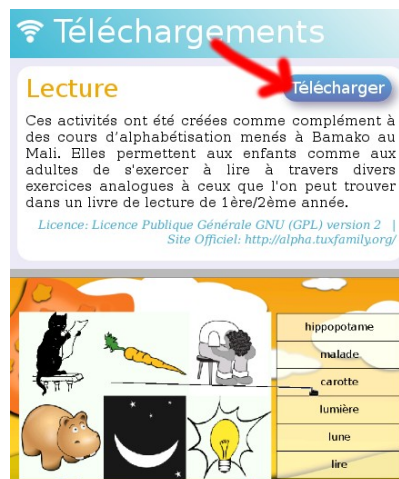 Téléchargements
Lecture
Télécharger
Ces activités ont été créées comme complément à
des cours d'alphabétisation menés à Bamako au
Mali. Elles permettent aux enfants comme aux
adultes de s'exercer à lire à travers divers
exercices analogues à ceux que l'on peut trouver
dans un livre de lecture de 1ère/2ème année.
Licence: Licence Publique Générale GNU (GPL) version 2 |
Site Officiel: http://alpha.tuxfamily.org/
hippopotame
malade
carotte
lumière
lune
lire